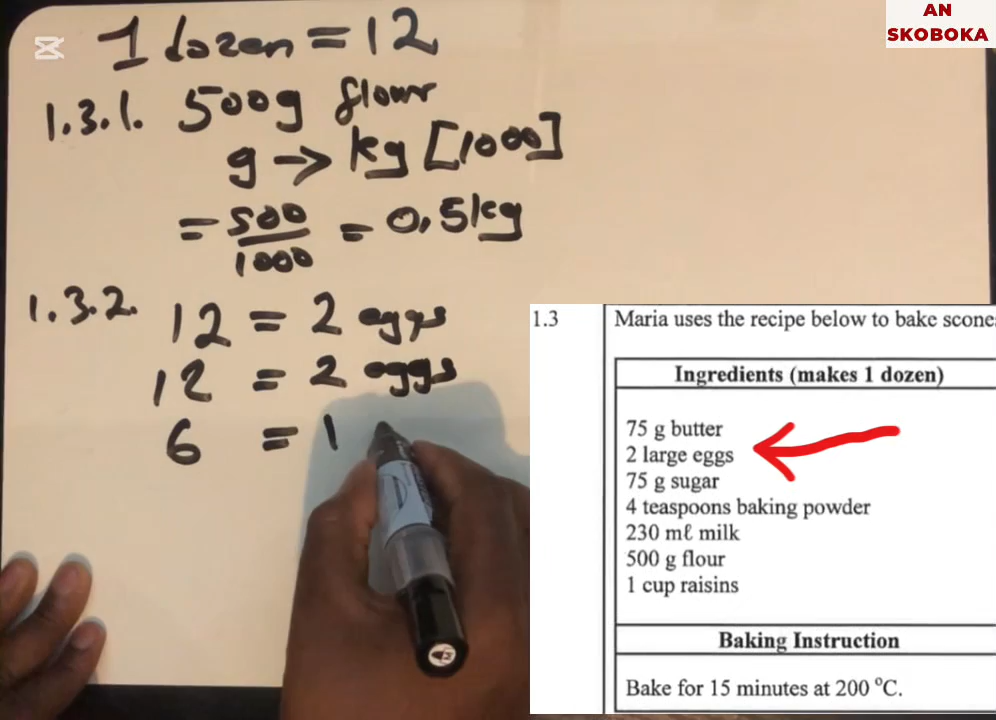 AN
SKOBOKA
1 dozen = 12
1.3.1. 500g flour
g → kg [1000]
= 500/1000 = 0,5kg
1.3.2. 12 = 2 eggs
12 = 2 eggs
6 = 1
1.3 Maria uses the recipe below to bake scone
Ingredients (makes 1 dozen)
75 g butter
2 large eggs
75 g sugar
4 teaspoons baking powder
230 mℓ milk
500 g flour
1 cup raisins
Baking Instruction
Bake for 15 minutes at 200 °C.